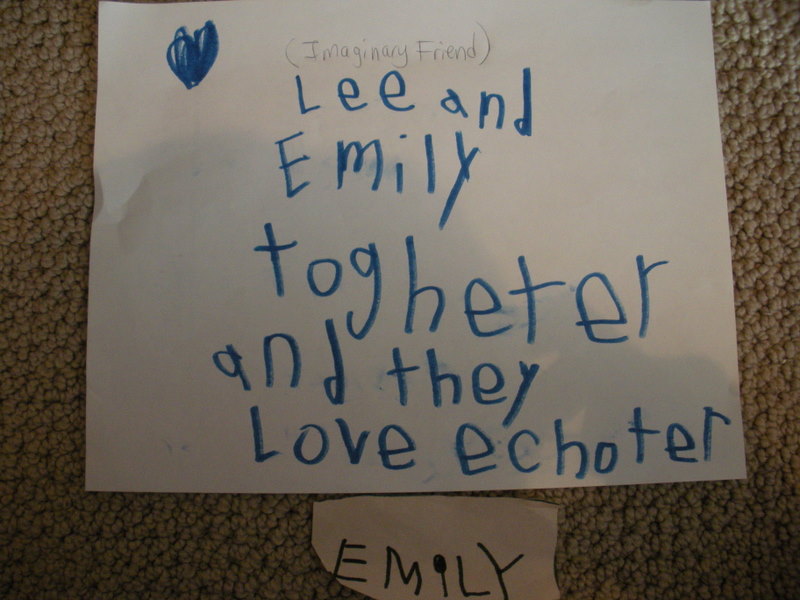 (Imaginary Friend)
Lee and
Emily
togheter
and they
Love echoter
EMiLY